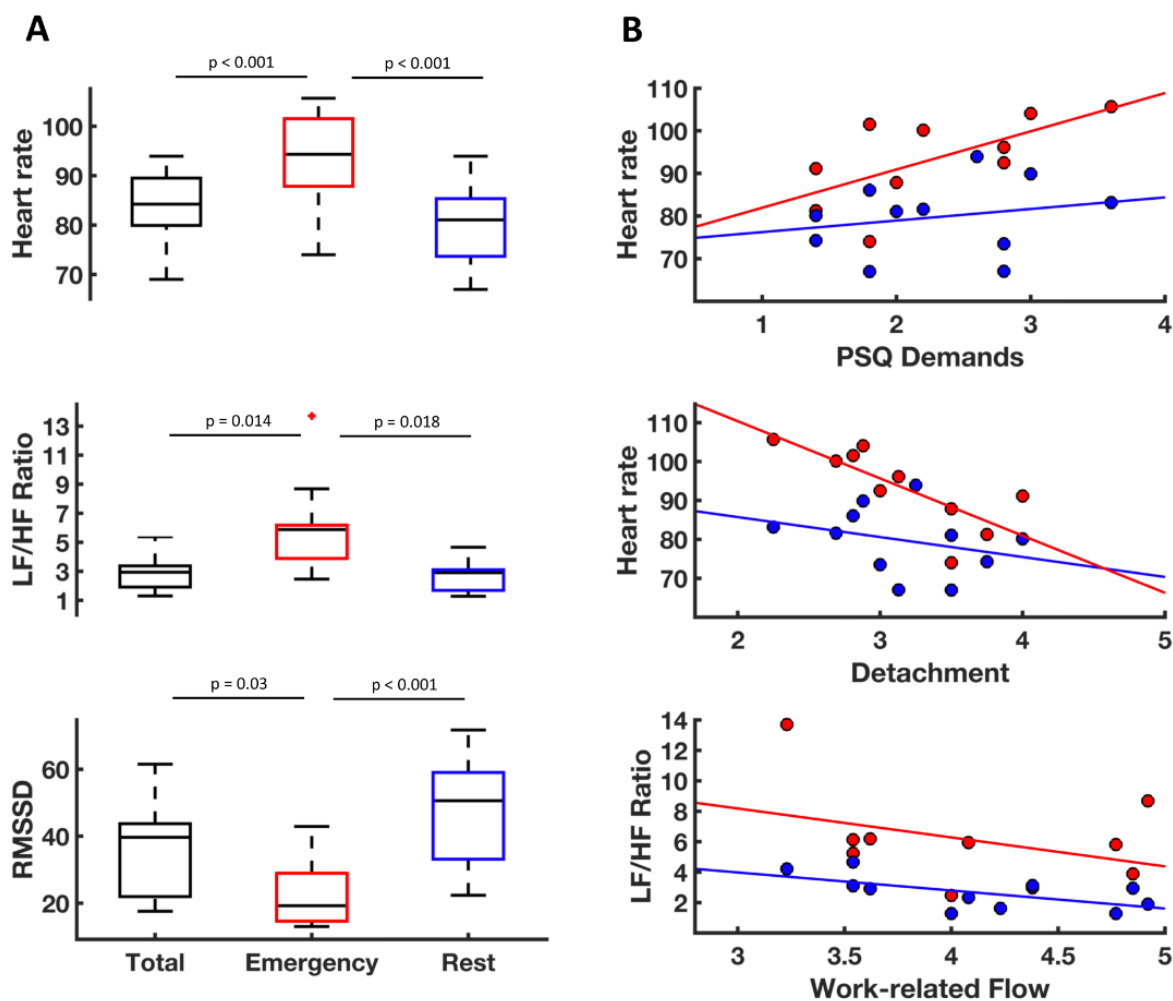 A
p < 0.001
p < 0.001
Heart rate
100
90
80
70
p = 0.014
p = 0.018
LF/HF Ratio
13
11
9
7
5
3
1
p = 0.03
p < 0.001
RMSSD
60
40
20
Total
Emergency
Rest
B
Heart rate
110
100
90
80
70
1
2
3
4
PSQ Demands
Heart rate
110
100
90
80
70
2
3
4
5
Detachment
LF/HF Ratio
14
12
10
8
6
4
2
3
3.5
4
4.5
5
Work-related Flow